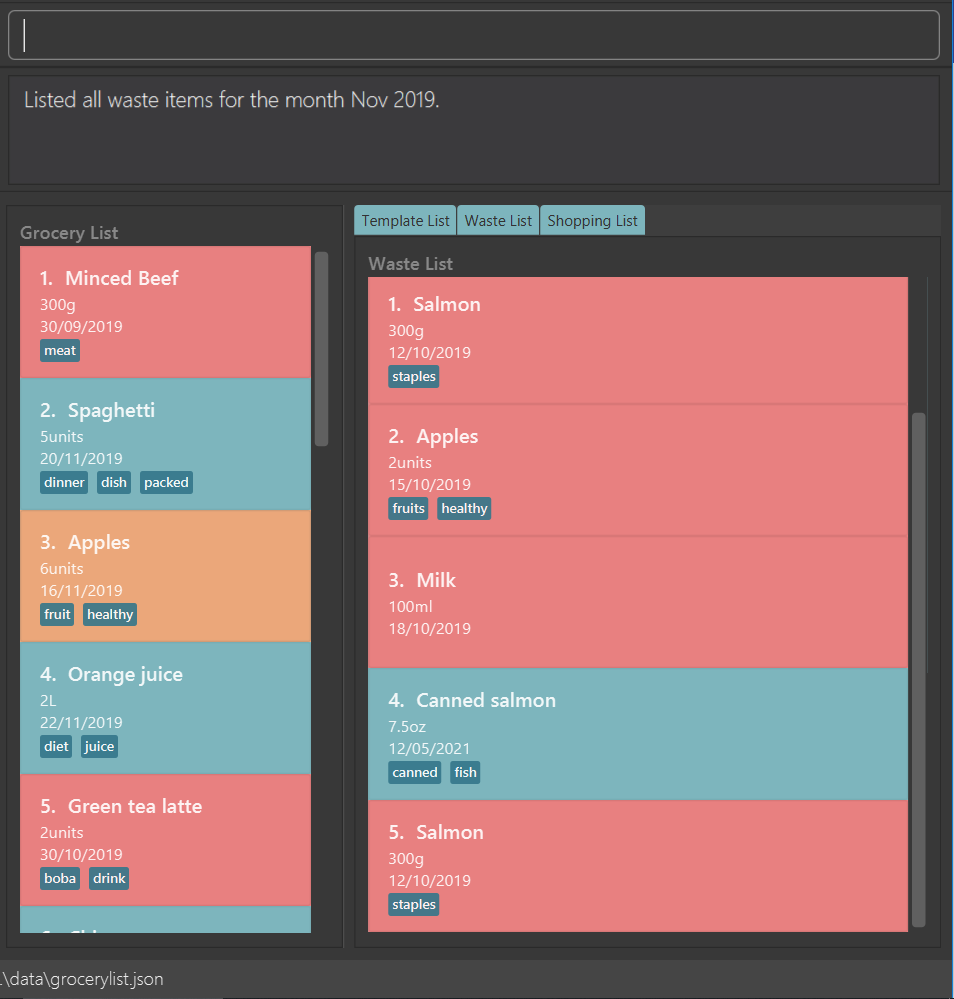 Listed all waste items for the month Nov 2019.
Grocery List
1. Minced Beef
300g
30/09/2019
meat
2. Spaghetti
5units
20/11/2019
dinner dish packed
3. Apples
6units
16/11/2019
fruit healthy
4. Orange juice
2L
22/11/2019
diet juice
5. Green tea latte
2units
30/10/2019
boba drink
Template List Waste List Shopping List
Waste List
1. Salmon
300g
12/10/2019
staples
2. Apples
2units
15/10/2019
fruits healthy
3. Milk
100ml
18/10/2019
4. Canned salmon
7.5oz
12/05/2021
canned fish
5. Salmon
300g
12/10/2019
staples
.\data\grocerylist.json